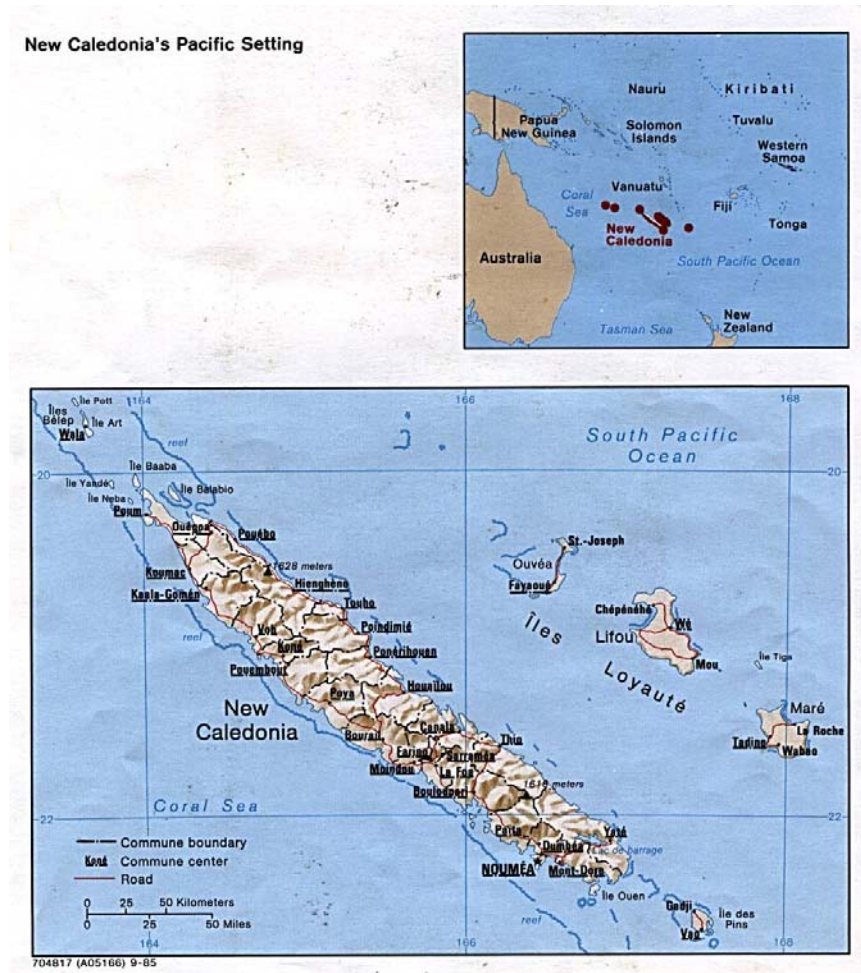 New Caledonia's Pacific Setting
Nauru
Kiribati
Papua
New Guinea
Solomon
Islands
Tuvalu
Western
Samoa
Coral
Sea
Vanuatu
Fiji
Tonga
New
Caledonia
Australia
South Pacific Ocean
New
Zealand
Tasman Sea
164
166
168
Île Pott
Îles
Bélep
Île Art
Wala
reef
South Pacific
Ocean
20
20
Île Baaba
Île Yandé
Île Balabio
Île Neba
Poum
Ouégoa
Pouébo
St.-Joseph
Ouvéa
1628 meters
Koumac
Hienghène
Fayaoué
Kaala-Gomén
Touho
Chépénéhé
Îles
Wé
reef
Voh
Poindimié
Lifou
Koné
Ponérihouen
Mou
Île Tiga
Pouembout
Loyauté
Poya
Houaïlou
Maré
New
Caledonia
Canala
La Roche
Bourail
Thio
Tadine
Farino
Sarraméa
Wabao
Moindou
La Foa
1618 meters
Bouloupari
Coral Sea
22
22
Païta
Yaté
Commune boundary
Dumbéa
Lac de barrage
Koné
Commune center
NOUMÉA
Mont-Dore
Road
Île Ouen
0 25 50 Kilometers
Gadji
Île des
Pins
0 25 50 Miles
reef
Vao
164
166
168
704817 (A05166) 9-85